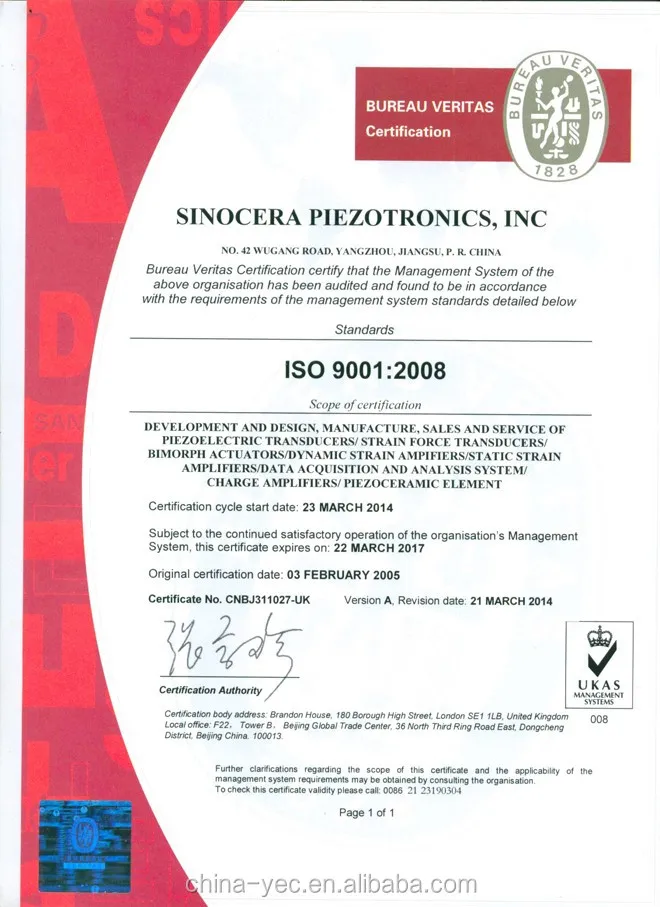 BUREAU VERITAS
Certification
BUREAU VERITAS
1828
SINOCERA PIEZOTRONICS, INC
NO. 42 WUGANG ROAD, YANGZHOU, JIANGSU, P. R. CHINA
Bureau Veritas Certification certify that the Management System of the
above organisation has been audited and found to be in accordance
with the requirements of the management system standards detailed below
Standards
ISO 9001:2008
Scope of certification
DEVELOPMENT AND DESIGN, MANUFACTURE, SALES AND SERVICE OF
PIEZOELECTRIC TRANSDUCERS/ STRAIN FORCE TRANSDUCERS/
BIMORPH ACTUATORS/DYNAMIC STRAIN AMPIFIERS/STATIC STRAIN
AMPLIFIERS/DATA ACQUISITION AND ANALYSIS SYSTEM/
CHARGE AMPLIFIERS/ PIEZOCERAMIC ELEMENT
Certification cycle start date: 23 MARCH 2014
Subject to the continued satisfactory operation of the organisation's Management
System, this certificate expires on: 22 MARCH 2017
Original certification date: 03 FEBRUARY 2005
Certificate No. CNBJ311027-UK Version A, Revision date: 21 MARCH 2014
Certification Authority
UKAS
MANAGEMENT
SYSTEMS
008
Certification body address: Brandon House, 180 Borough High Street, London SE1 1LB, United Kingdom
Local office: F22, Tower B, Beijing Global Trade Center, 36 North Third Ring Road East, Dongcheng
District, Beijing China. 100013.
Further clarifications regarding the scope of this certificate and the applicability of the
management system requirements may be obtained by consulting the organisation.
To check this certificate validity please call: 0086 21 23190304
Page 1 of 1
china-yec.en.alibaba.com